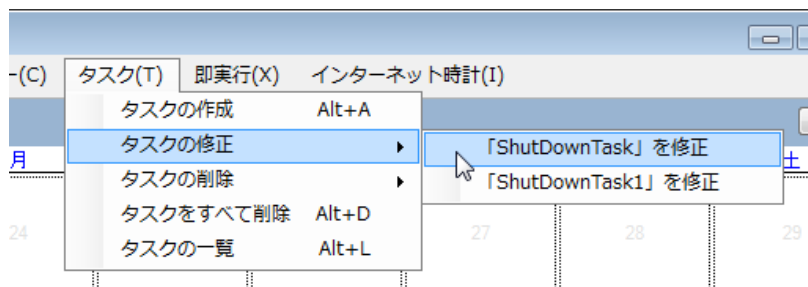 ー(C) タスク(T) 即実行(X) インターネット時計(I)
タスクの作成 Alt+A
タスクの修正
「ShutDownTask」を修正
月
土
タスクの削除
「ShutDownTask1」を修正
タスクをすべて削除 Alt+D
24
27
28
29
タスクの一覧 Alt+L